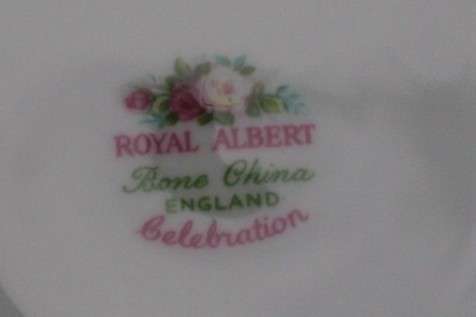 ROYAL ALBERT
Bone China
ENGLAND
Celebration